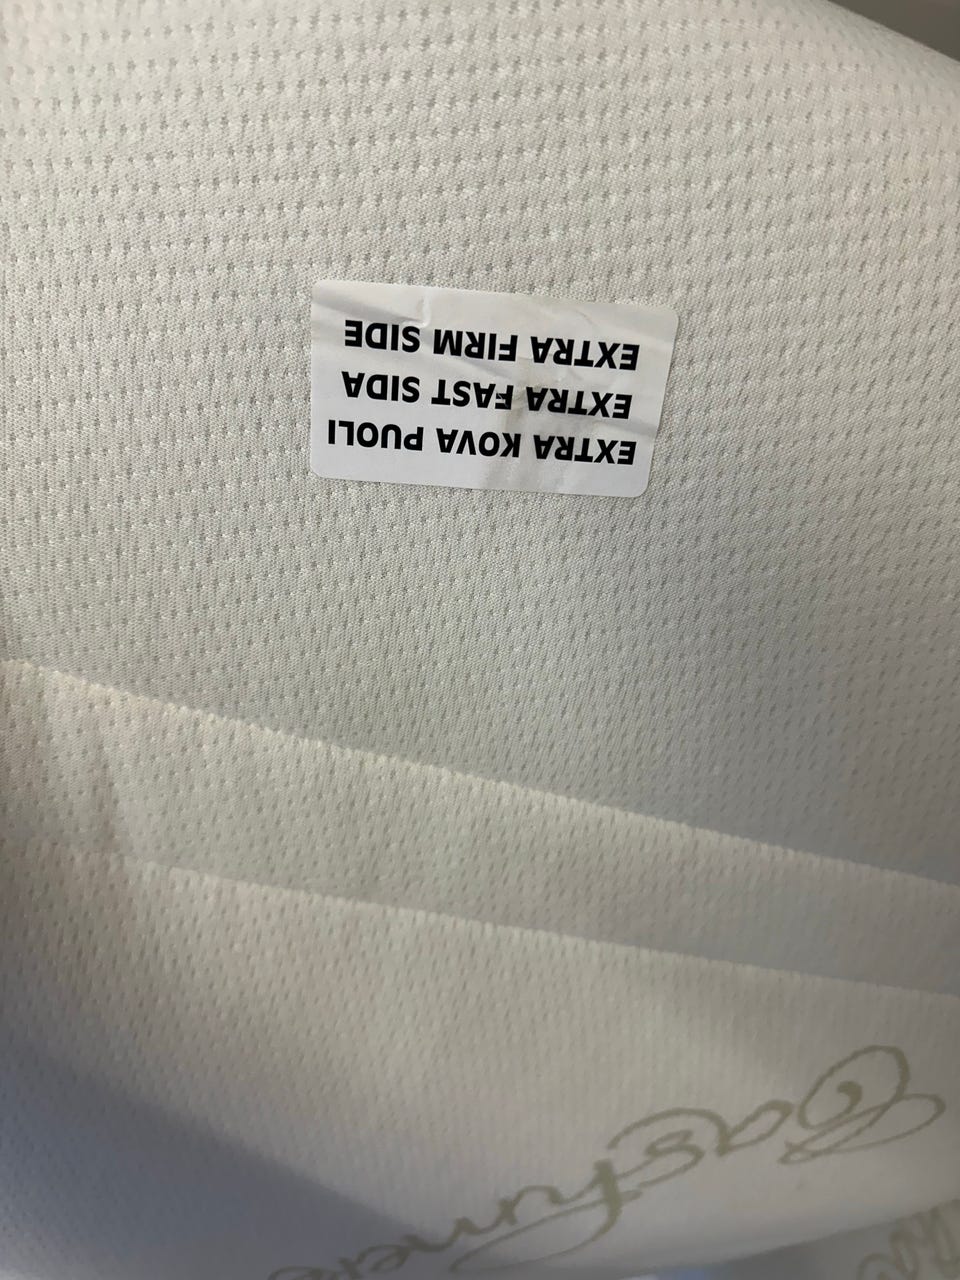 EXTRA KOVA PUOLI
EXTRA FAST SIDA
EXTRA FIRM SIDE